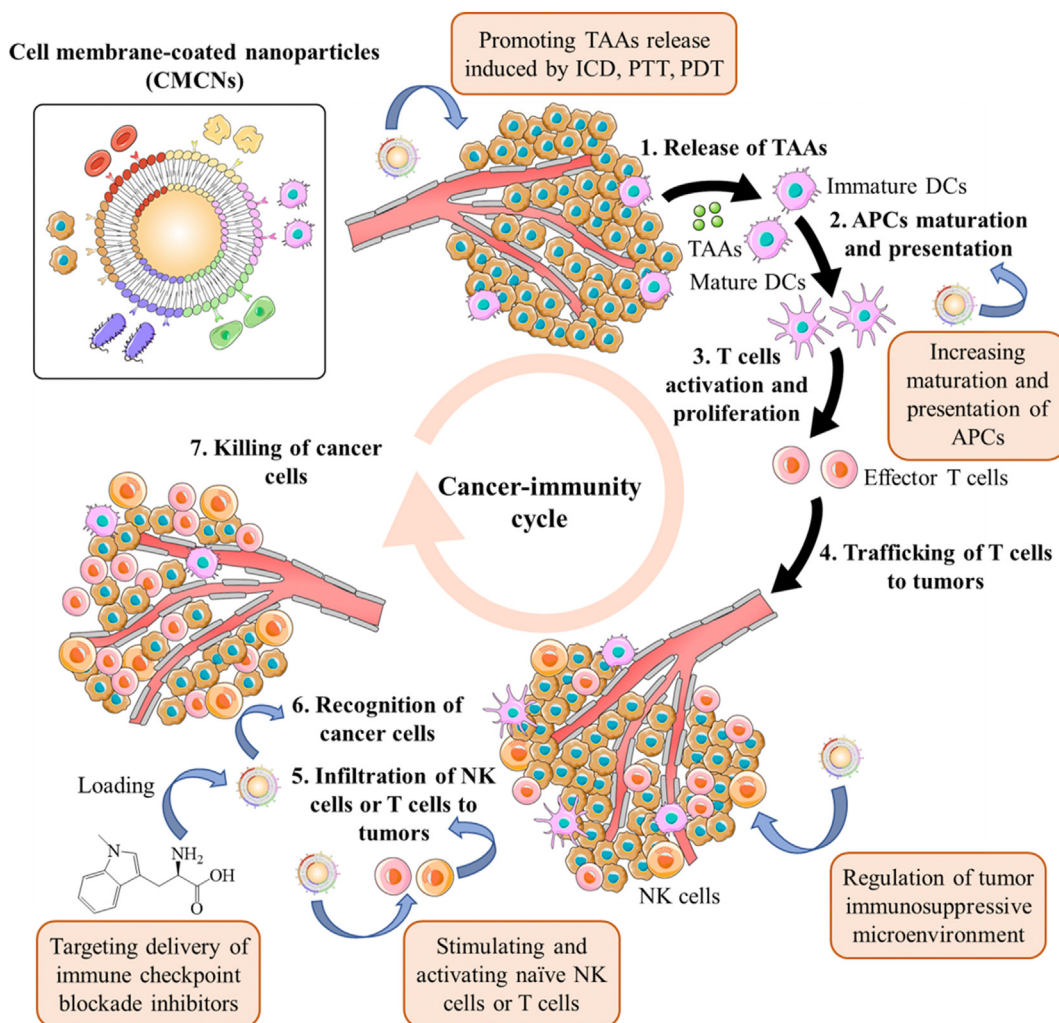 Cell membrane-coated nanoparticles
(CMCNs)
Promoting TAAs release
induced by ICD, PTT, PDT
1. Release of TAAs
Immature DCs
TAAs
2. APCs maturation
and presentation
Mature DCs
Increasing
maturation and
presentation of
APCs
3. T cells
activation and
proliferation
Effector T cells
Cancer-immunity
cycle
4. Trafficking of T cells
to tumors
7. Killing of cancer
cells
6. Recognition of
cancer cells
5. Infiltration of NK
cells or T cells to
tumors
Loading
N
NH2
OH
O
NK cells
Targeting delivery of
immune checkpoint
blockade inhibitors
Stimulating and
activating naïve NK
cells or T cells
Regulation of tumor
immunosuppressive
microenvironment